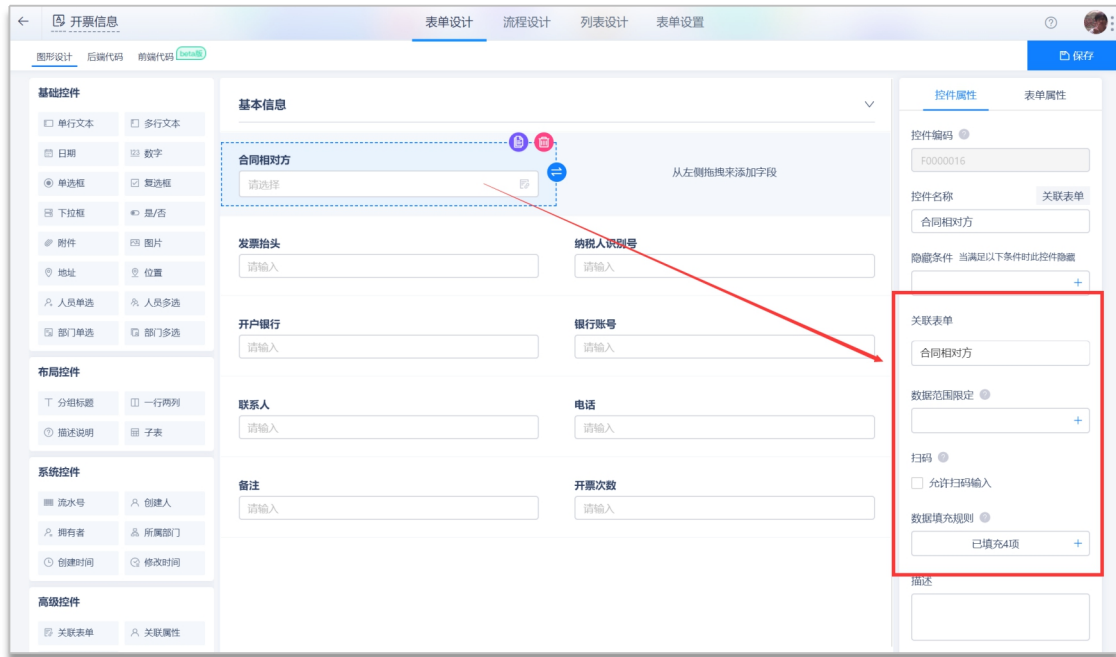 开票信息
表单设计 流程设计 列表设计 表单设置
图形设计 后端代码 前端代码 beta版
保存
基础控件
单行文本 多行文本
日期 数字
单选框 复选框
下拉框 是/否
附件 图片
地址 位置
人员单选 人员多选
部门单选 部门多选
布局控件
分组标题 一行两列
描述说明 子表
系统控件
流水号 创建人
拥有者 所属部门
创建时间 修改时间
高级控件
关联表单 关联属性
基本信息
合同相对方
请选择
从左侧拖拽来添加字段
发票抬头 纳税人识别号
请输入 请输入
开户银行 银行账号
请输入 请输入
联系人 电话
请输入 请输入
备注 开票次数
请输入 请输入
控件属性 表单属性
控件编码
F0000016
控件名称 关联表单
合同相对方
隐藏条件 当满足以下条件时此控件隐藏
关联表单
合同相对方
数据范围限定
扫码
允许扫码输入
数据填充规则
已填充4项
描述